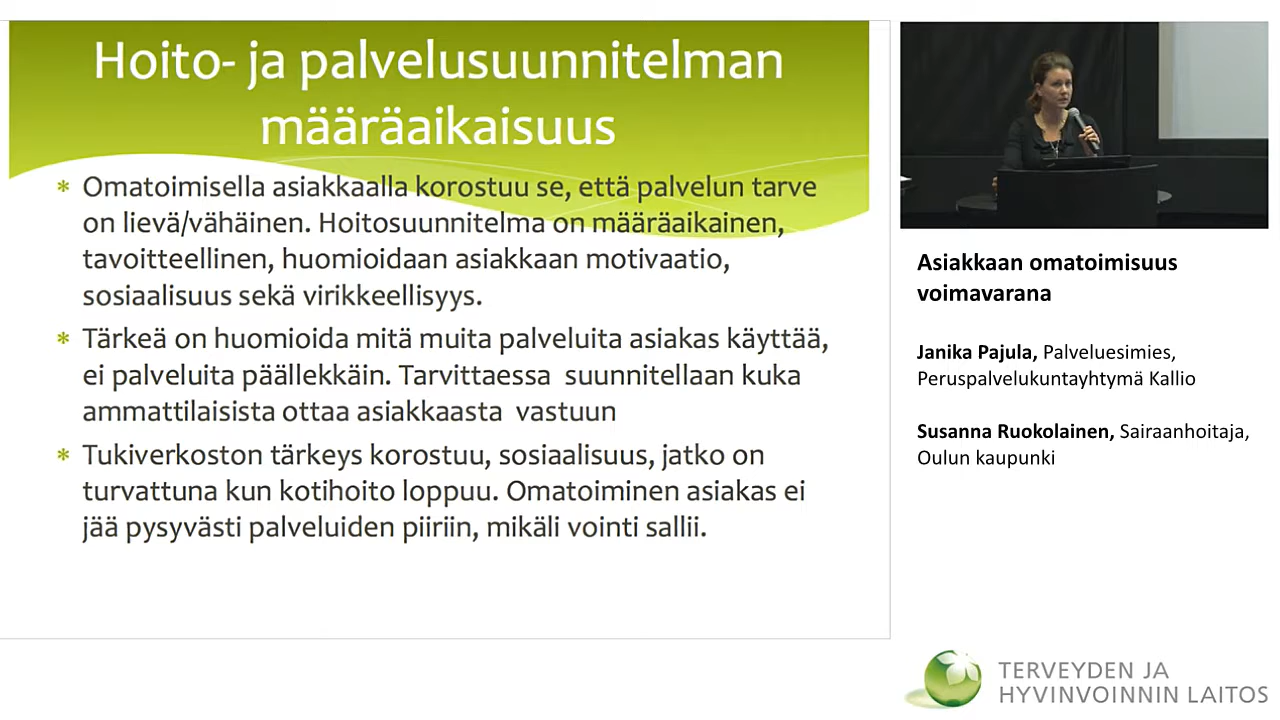 Hoito- ja palvelusuunnitelman
määräaikaisuus
* Omatoimisella asiakkaalla korostuu se, että palvelun tarve
on lievä/vähäinen. Hoitosuunnitelma on määräaikainen,
tavoitteellinen, huomioidaan asiakkaan motivaatio,
sosiaalisuus sekä virikkeellisyys.
* Tärkeä on huomioida mitä muita palveluita asiakas käyttää,
ei palveluita päällekkäin. Tarvittaessa suunnitellaan kuka
ammattilaisista ottaa asiakkaasta vastuun
* Tukiverkoston tärkeys korostuu, sosiaalisuus, jatko on
turvattuna kun kotihoito loppuu. Omatoiminen asiakas ei
jää pysyvästi palveluiden piiriin, mikäli vointi sallii.
Asiakkaan omatoimisuus
voimavarana
Janika Pajula, Palveluesimies,
Peruspalvelukuntayhtymä Kallio
Susanna Ruokolainen, Sairaanhoitaja,
Oulun kaupunki
TERVEYDEN JA
HYVINVOINNIN LAITOS